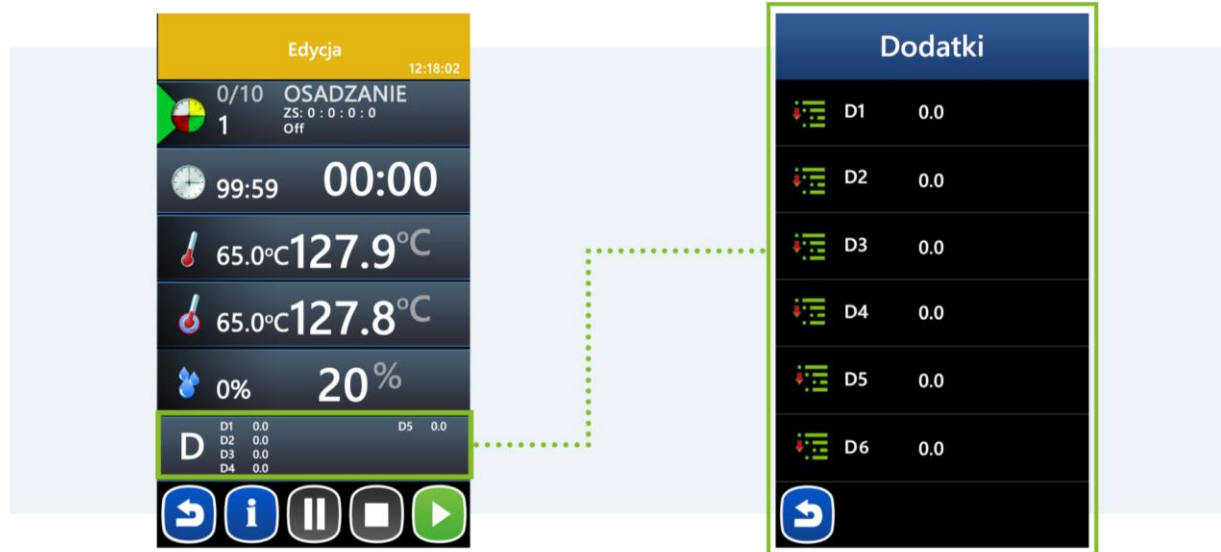 Edycja
12:18:02
0/10 OSADZANIE
ZS: 0 : 0 : 0 : 0
1 Off
99:59 00:00
65.0°C 127.9°C
65.0°C 127.8°C
0% 20%
D
D1 0.0 D5 0.0
D2 0.0
D3 0.0
D4 0.0
Dodatki
D1 0.0
D2 0.0
D3 0.0
D4 0.0
D5 0.0
D6 0.0